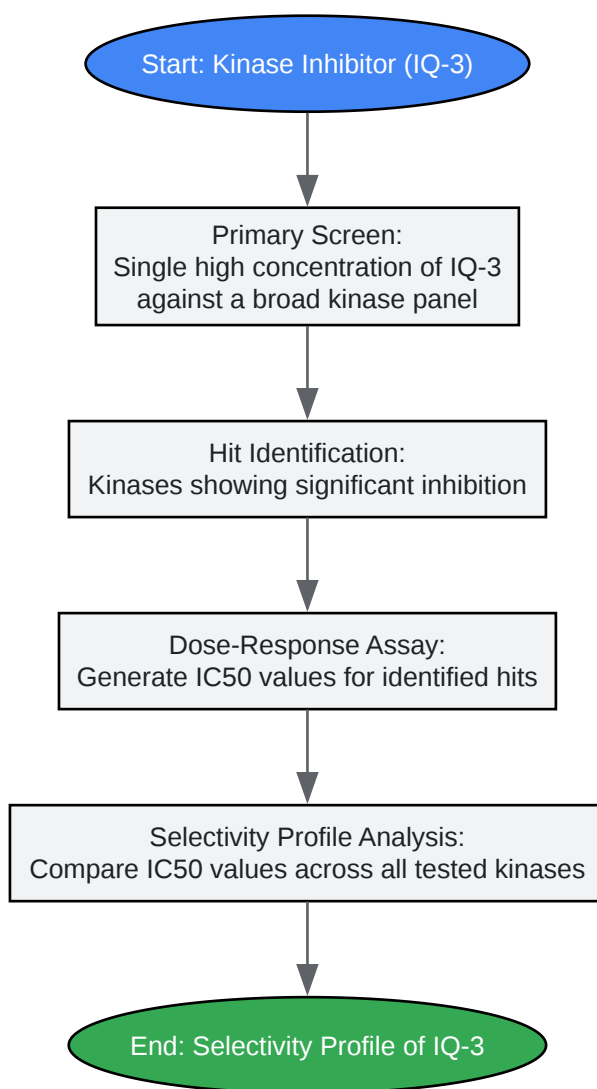 Start: Kinase Inhibitor (IQ-3)
Primary Screen:
Single high concentration of IQ-3
against a broad kinase panel
Hit Identification:
Kinases showing significant inhibition
Dose-Response Assay:
Generate IC50 values for identified hits
Selectivity Profile Analysis:
Compare IC50 values across all tested kinases
End: Selectivity Profile of IQ-3